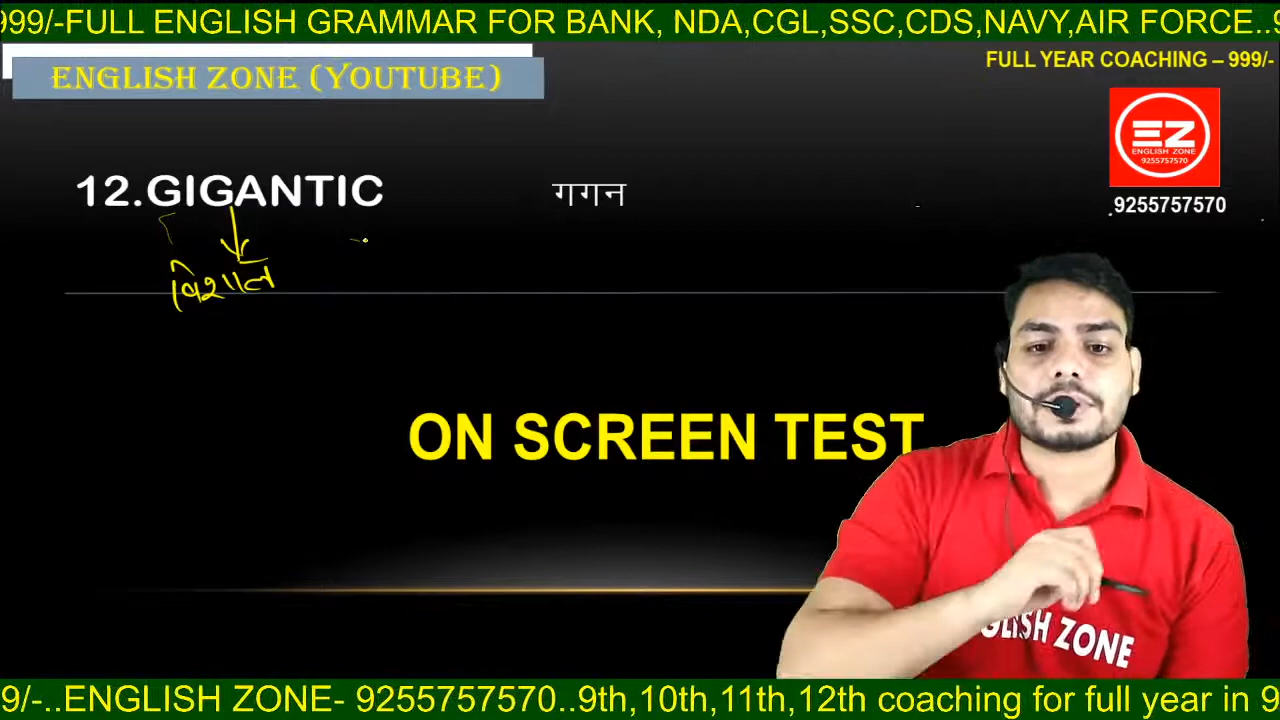 999/-FULL ENGLISH GRAMMAR FOR BANK, NDA,CGL,SSC,CDS,NAVY,AIR FORCE..9
ENGLISH ZONE (YOUTUBE)
FULL YEAR COACHING – 999/-
EZ
ENGLISH ZONE
9255757570
.9255757570
12.GIGANTIC
गगन
विशाल
ON SCREEN TEST
GLISH ZONE
9/-..ENGLISH ZONE- 9255757570..9th,10th,11th,12th coaching for full year in 9